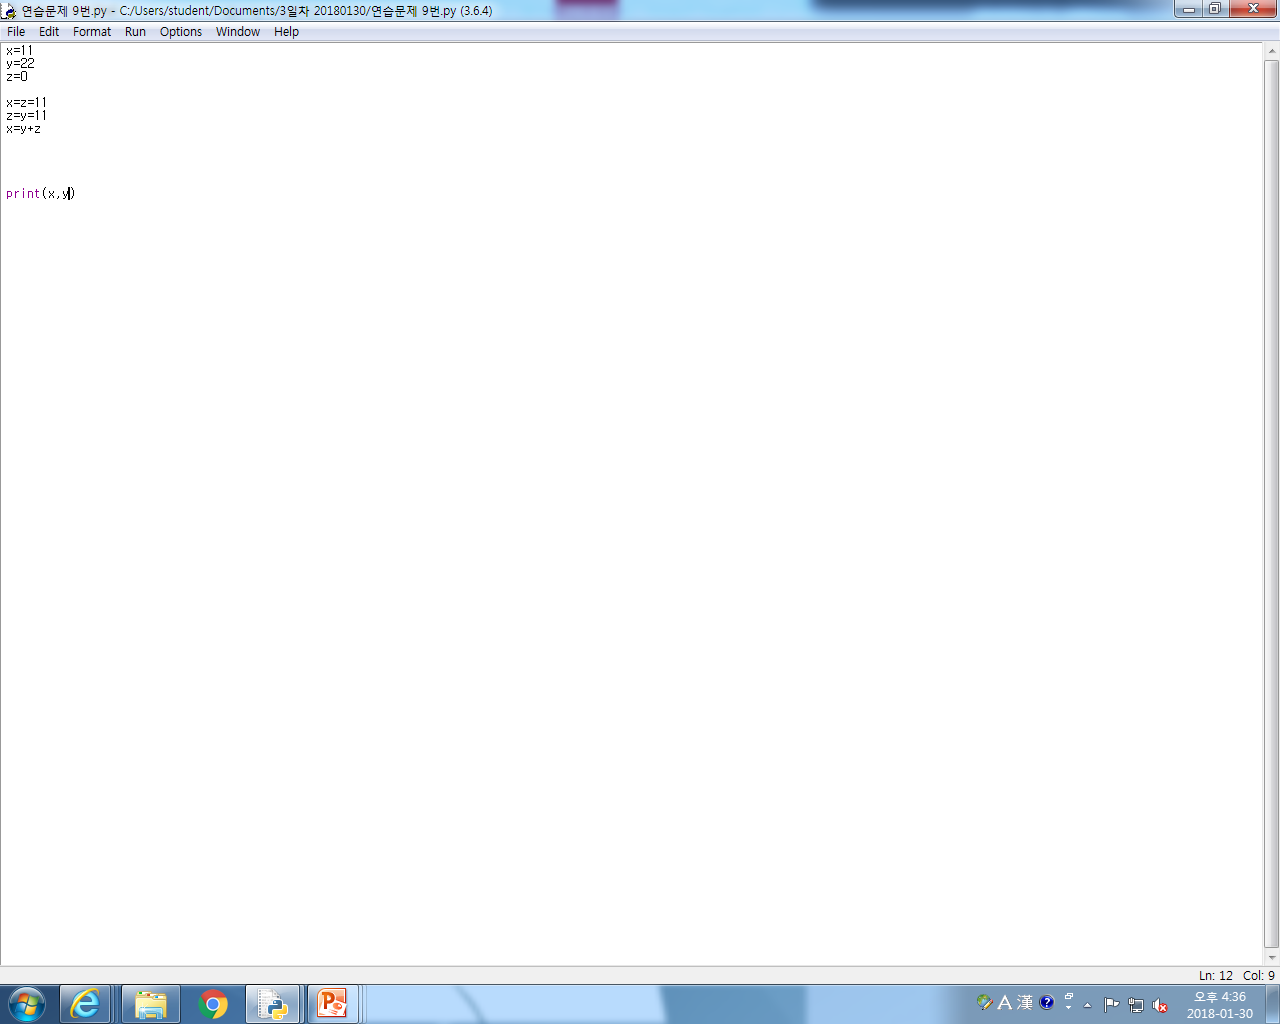 연습문제 9번.py - C:/Users/student/Documents/3일차 20180130/연습문제 9번.py (3.6.4)
File Edit Format Run Options Window Help
x=11
y=22
z=0
x=z=11
z=y=11
x=y+z
print(x,y)
Ln: 12 Col: 9
A 漢 ?
오후 4:36
2018-01-30